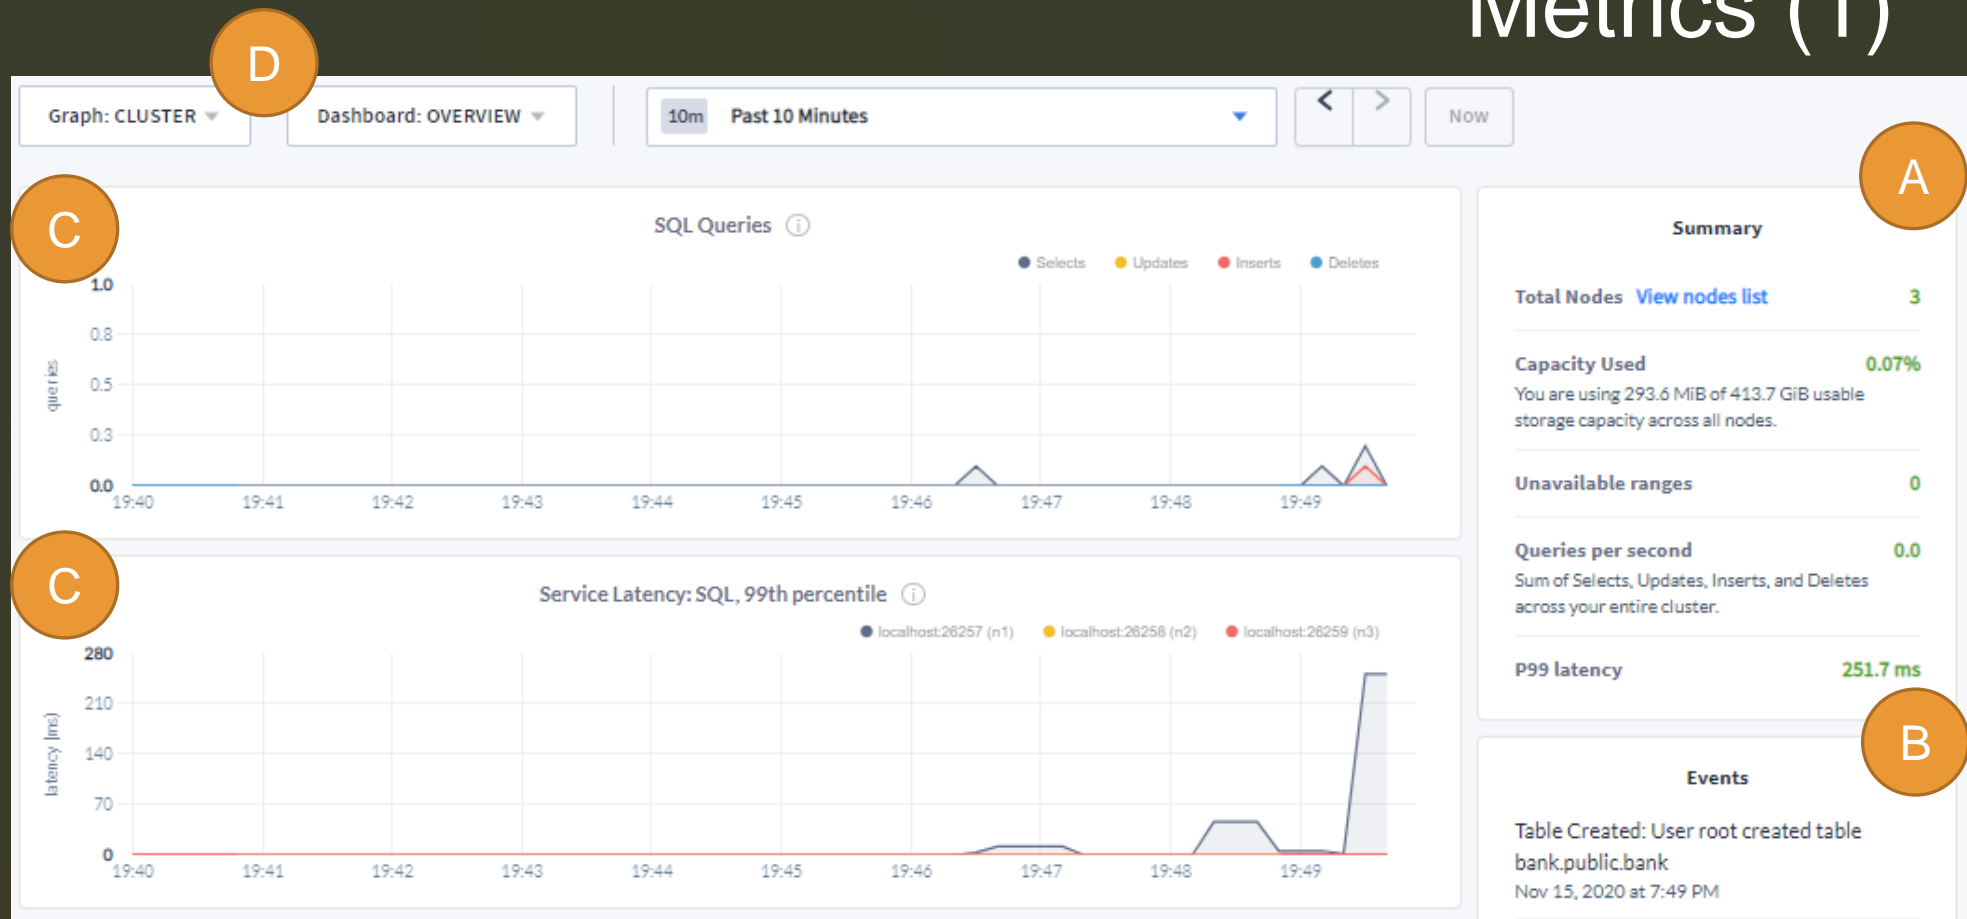 Metrics (1)
D
Graph: CLUSTER
Dashboard: OVERVIEW
10m Past 10 Minutes
Now
A
C
SQL Queries
Selects Updates Inserts Deletes
1.0
0.8
0.5
0.3
0.0
queries
19:40 19:41 19:42 19:43 19:44 19:45 19:46 19:47 19:48 19:49
C
Service Latency: SQL, 99th percentile
localhost:26257 (n1) localhost:26258 (n2) localhost:26259 (n3)
280
210
140
70
0
latency (ms)
19:40 19:41 19:42 19:43 19:44 19:45 19:46 19:47 19:48 19:49
Summary
Total Nodes View nodes list 3
Capacity Used 0.07%
You are using 293.6 MiB of 413.7 GiB usable
storage capacity across all nodes.
Unavailable ranges 0
Queries per second 0.0
Sum of Selects, Updates, Inserts, and Deletes
across your entire cluster.
P99 latency 251.7 ms
B
Events
Table Created: User root created table
bank.public.bank
Nov 15, 2020 at 7:49 PM